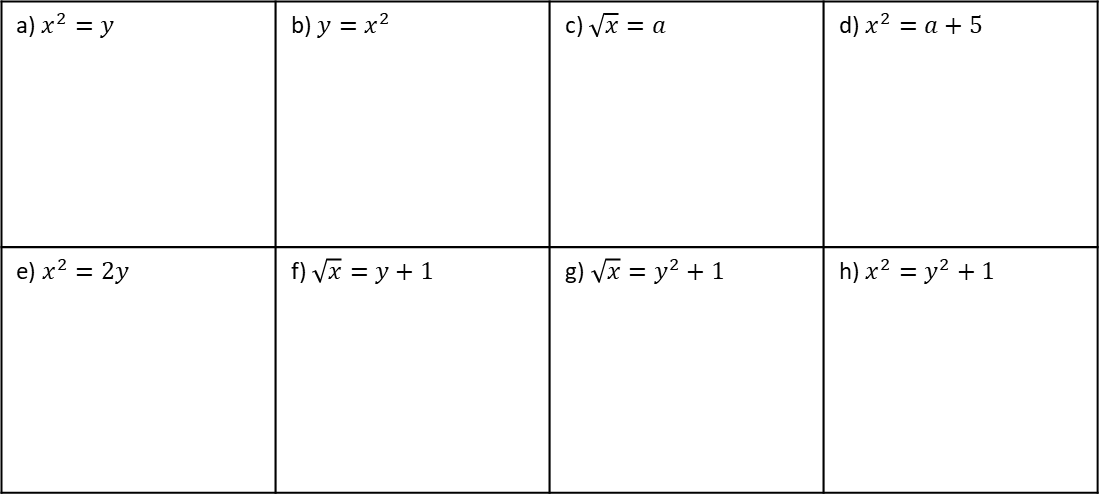 a) x² = y
b) y = x²
c) √x = a
d) x² = a + 5
e) x² = 2y
f) √x = y + 1
g) √x = y² + 1
h) x² = y² + 1